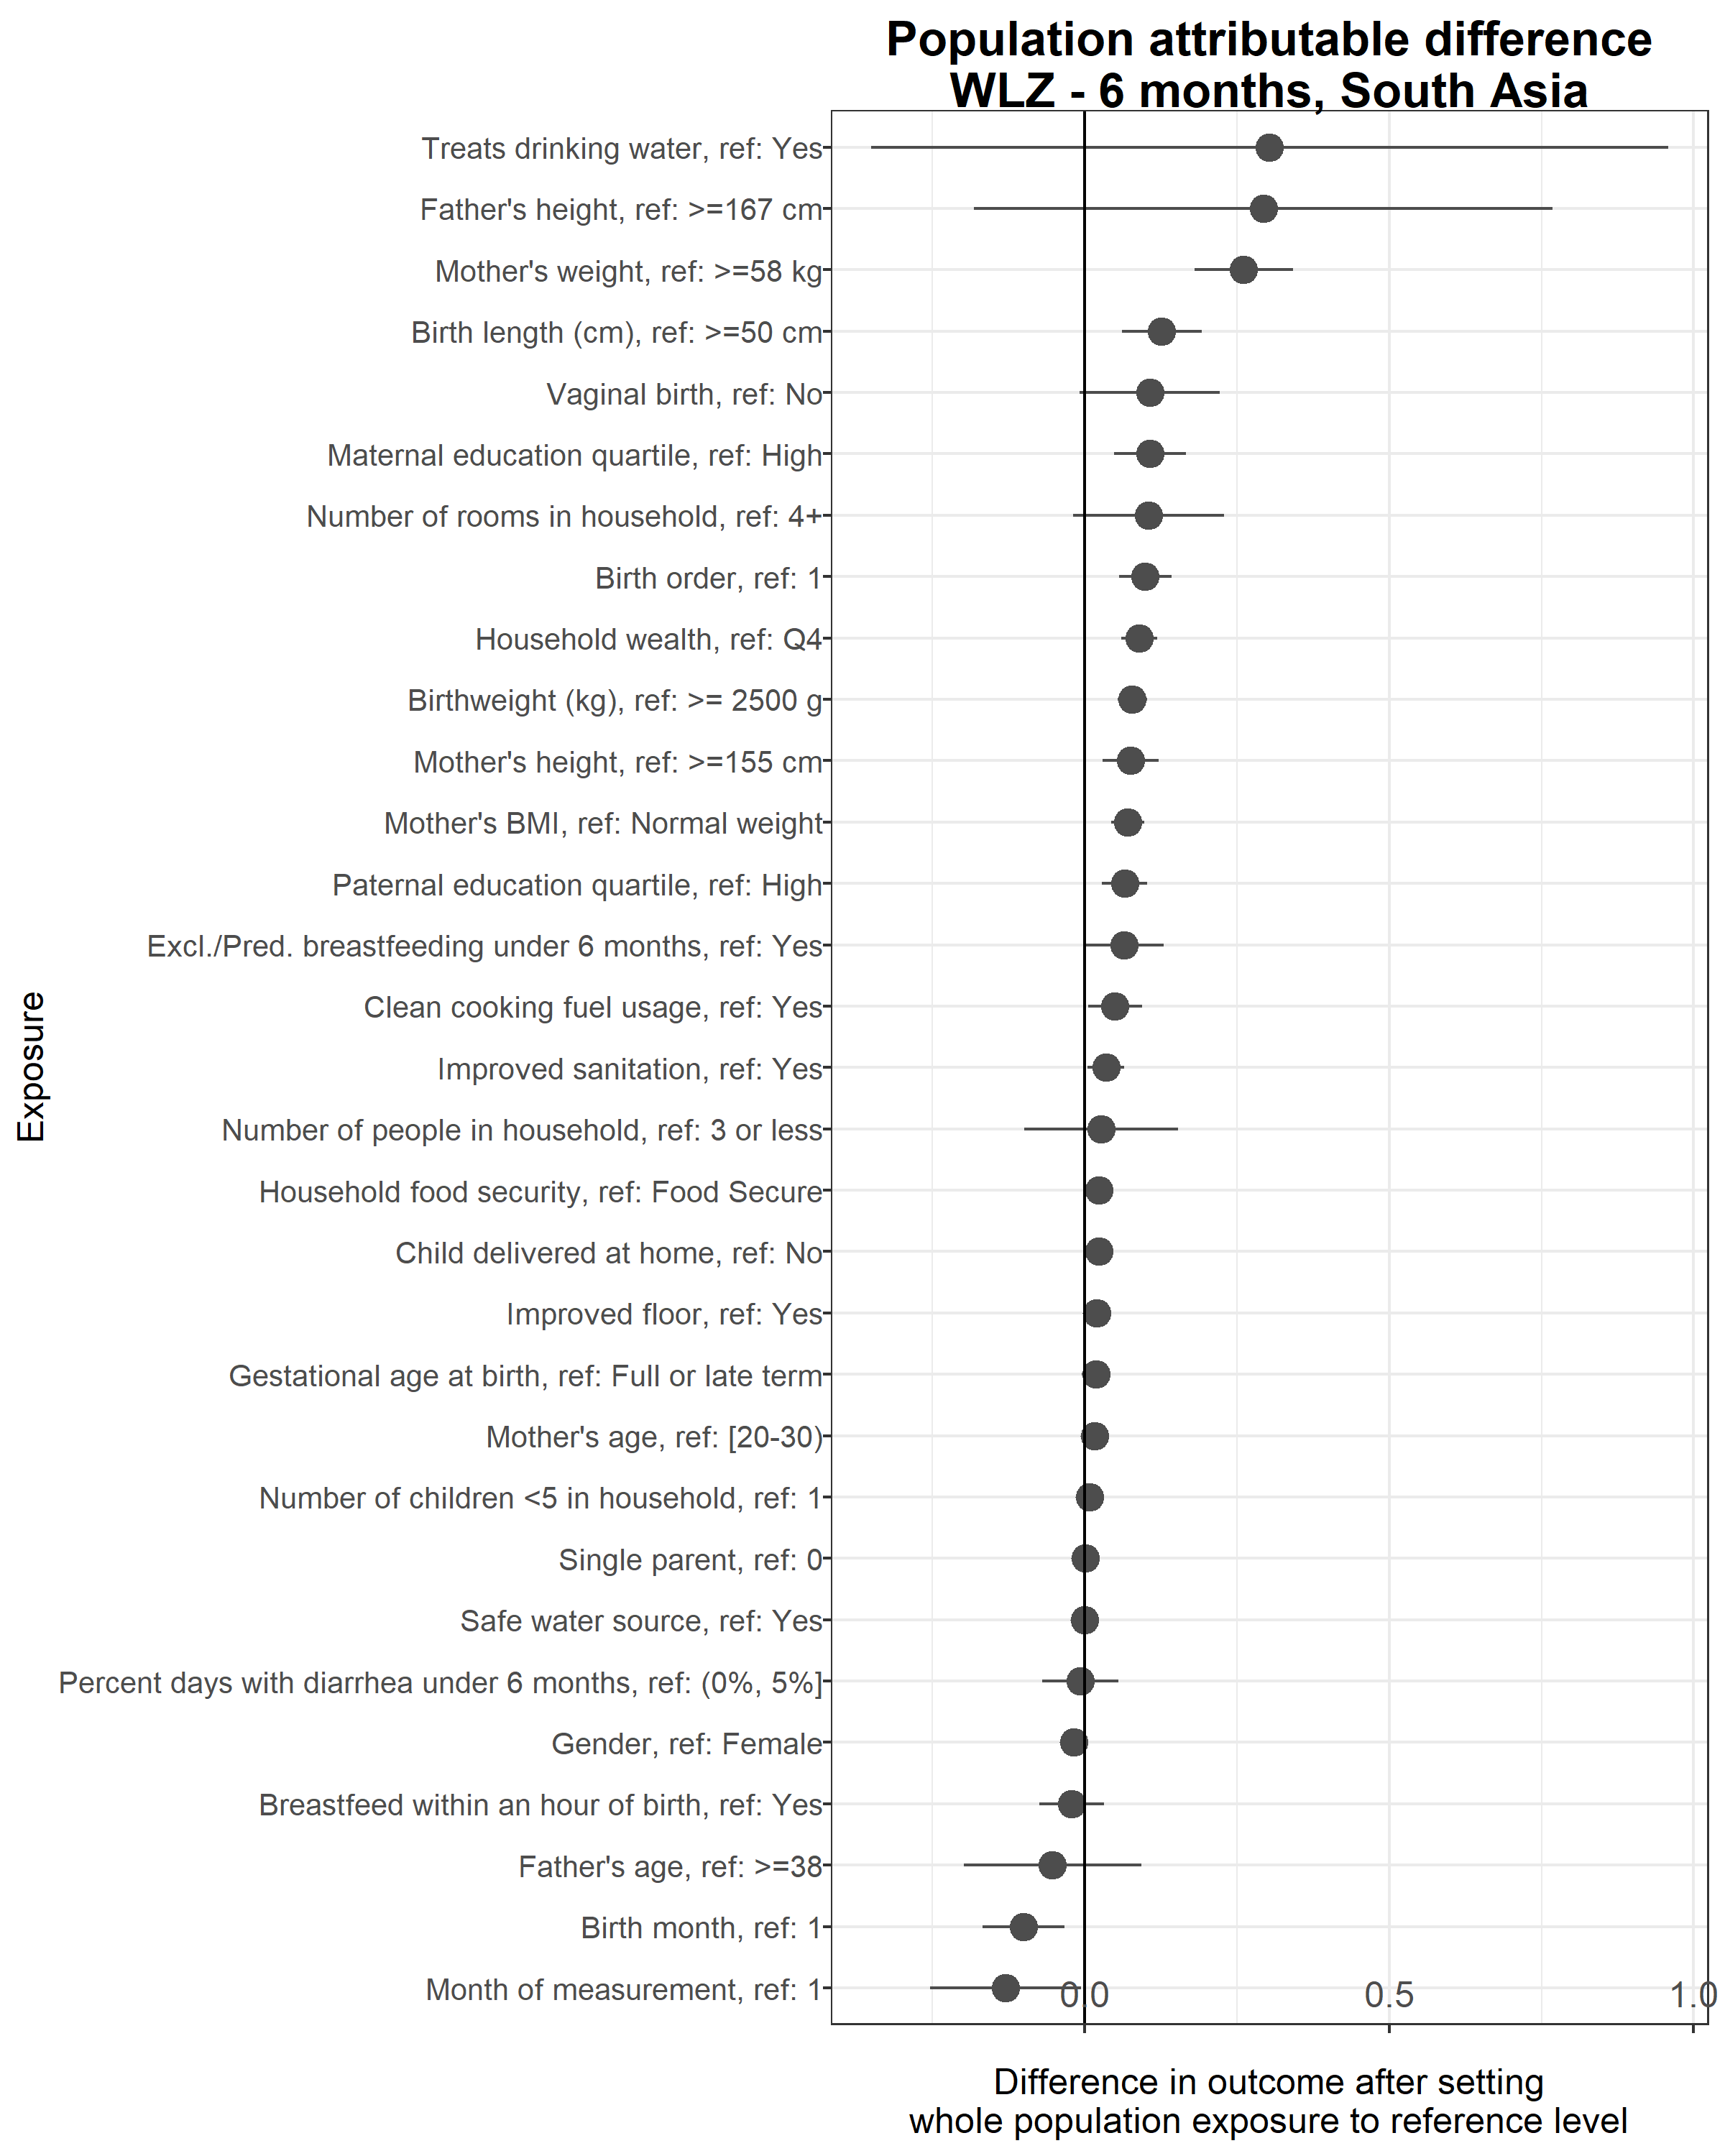 Population attributable difference
WLZ - 6 months, South Asia
Treats drinking water, ref: Yes
Father's height, ref: >=167 cm
Mother's weight, ref: >=58 kg
Birth length (cm), ref: >=50 cm
Vaginal birth, ref: No
Maternal education quartile, ref: High
Number of rooms in household, ref: 4+
Birth order, ref: 1
Household wealth, ref: Q4
Birthweight (kg), ref: >= 2500 g
Mother's height, ref: >=155 cm
Mother's BMI, ref: Normal weight
Paternal education quartile, ref: High
Excl./Pred. breastfeeding under 6 months, ref: Yes
Clean cooking fuel usage, ref: Yes
Improved sanitation, ref: Yes
Number of people in household, ref: 3 or less
Household food security, ref: Food Secure
Child delivered at home, ref: No
Improved floor, ref: Yes
Gestational age at birth, ref: Full or late term
Mother's age, ref: [20-30)
Number of children <5 in household, ref: 1
Single parent, ref: 0
Safe water source, ref: Yes
Percent days with diarrhea under 6 months, ref: (0%, 5%]
Gender, ref: Female
Breastfeed within an hour of birth, ref: Yes
Father's age, ref: >=38
Birth month, ref: 1
Month of measurement, ref: 1
Exposure
0.0 0.5 1.0
Difference in outcome after setting
whole population exposure to reference level